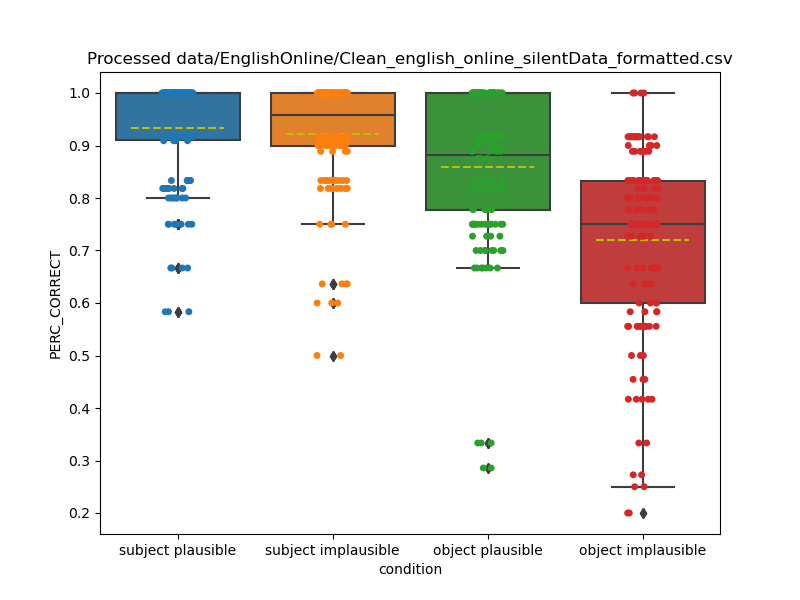 Processed data/EnglishOnline/Clean_english_online_silentData_formatted.csv
1.0
0.9
0.8
0.7
0.6
0.5
0.4
0.3
0.2
PERC_CORRECT
subject plausible subject implausible object plausible object implausible
condition